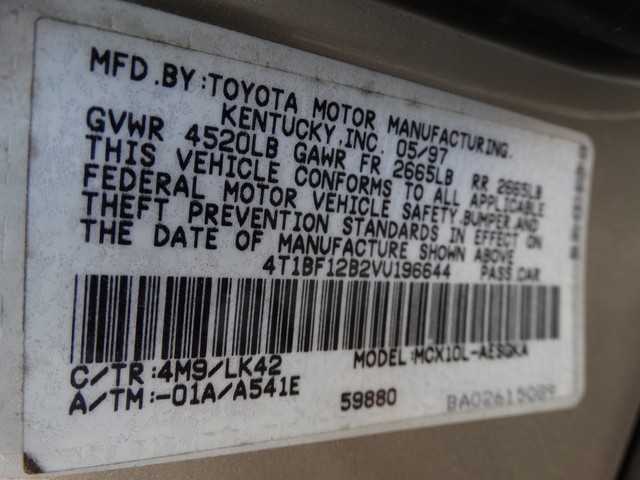 MFD.BY:TOYOTA MOTOR MANUFACTURING.
KENTUCKY,INC. 05/97
GVWR 4520LB GAWR FR 2665LB RR 2665LB
THIS VEHICLE CONFORMS TO ALL APPLICABLE
FEDERAL MOTOR VEHICLE SAFETY,BUMPER,AND
THEFT PREVENTION STANDARDS IN EFFECT ON
THE DATE OF MANUFACTURE SHOWN ABOVE
4T1BF12B2VU196644 PASS.CAR
C/TR:4M9/LK42 MODEL:MCX10L-AESGKA
A/TM:-01A/A541E 59880 BA02615089